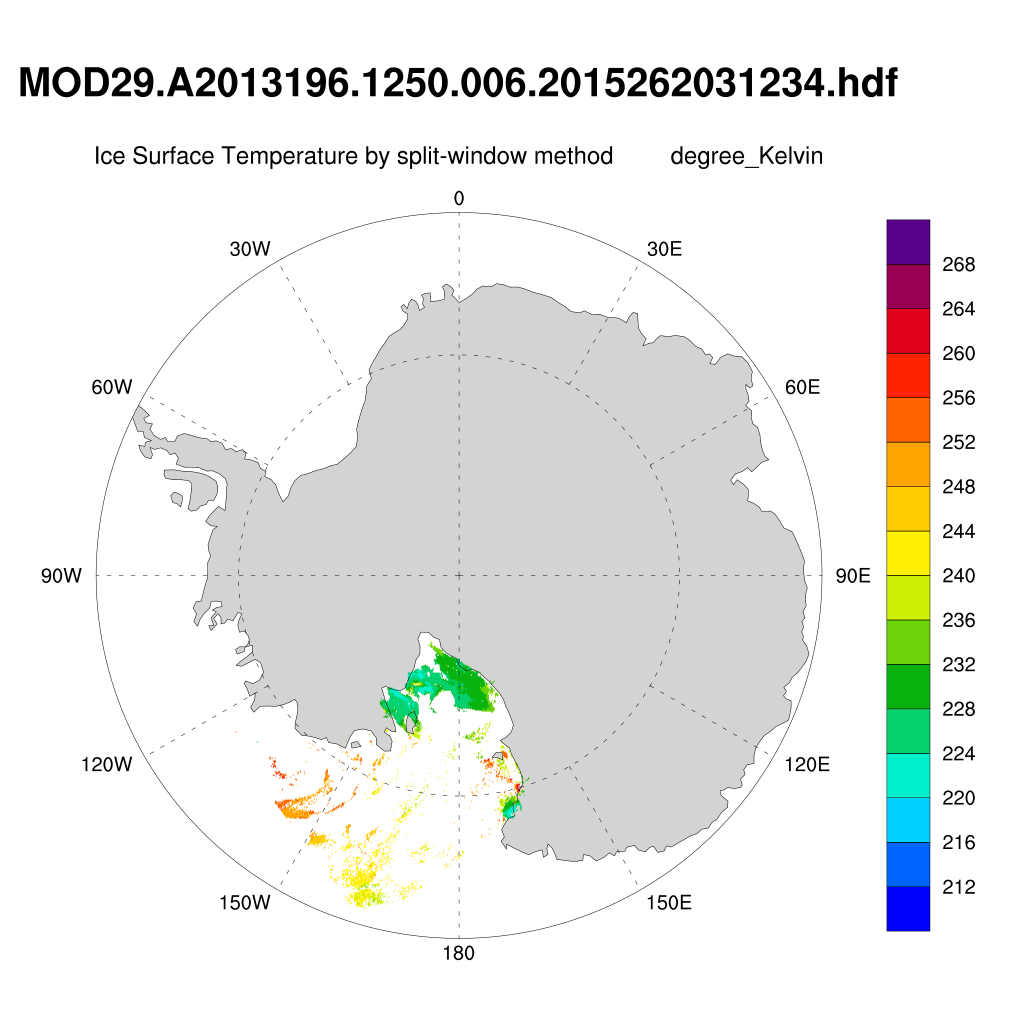 MOD29.A2013196.1250.006.2015262031234.hdf
Ice Surface Temperature by split-window method degree_Kelvin
0
30W 30E
60W 60E
90W 90E
120W 120E
150W 150E
180
268
264
260
256
252
248
244
240
236
232
228
224
220
216
212